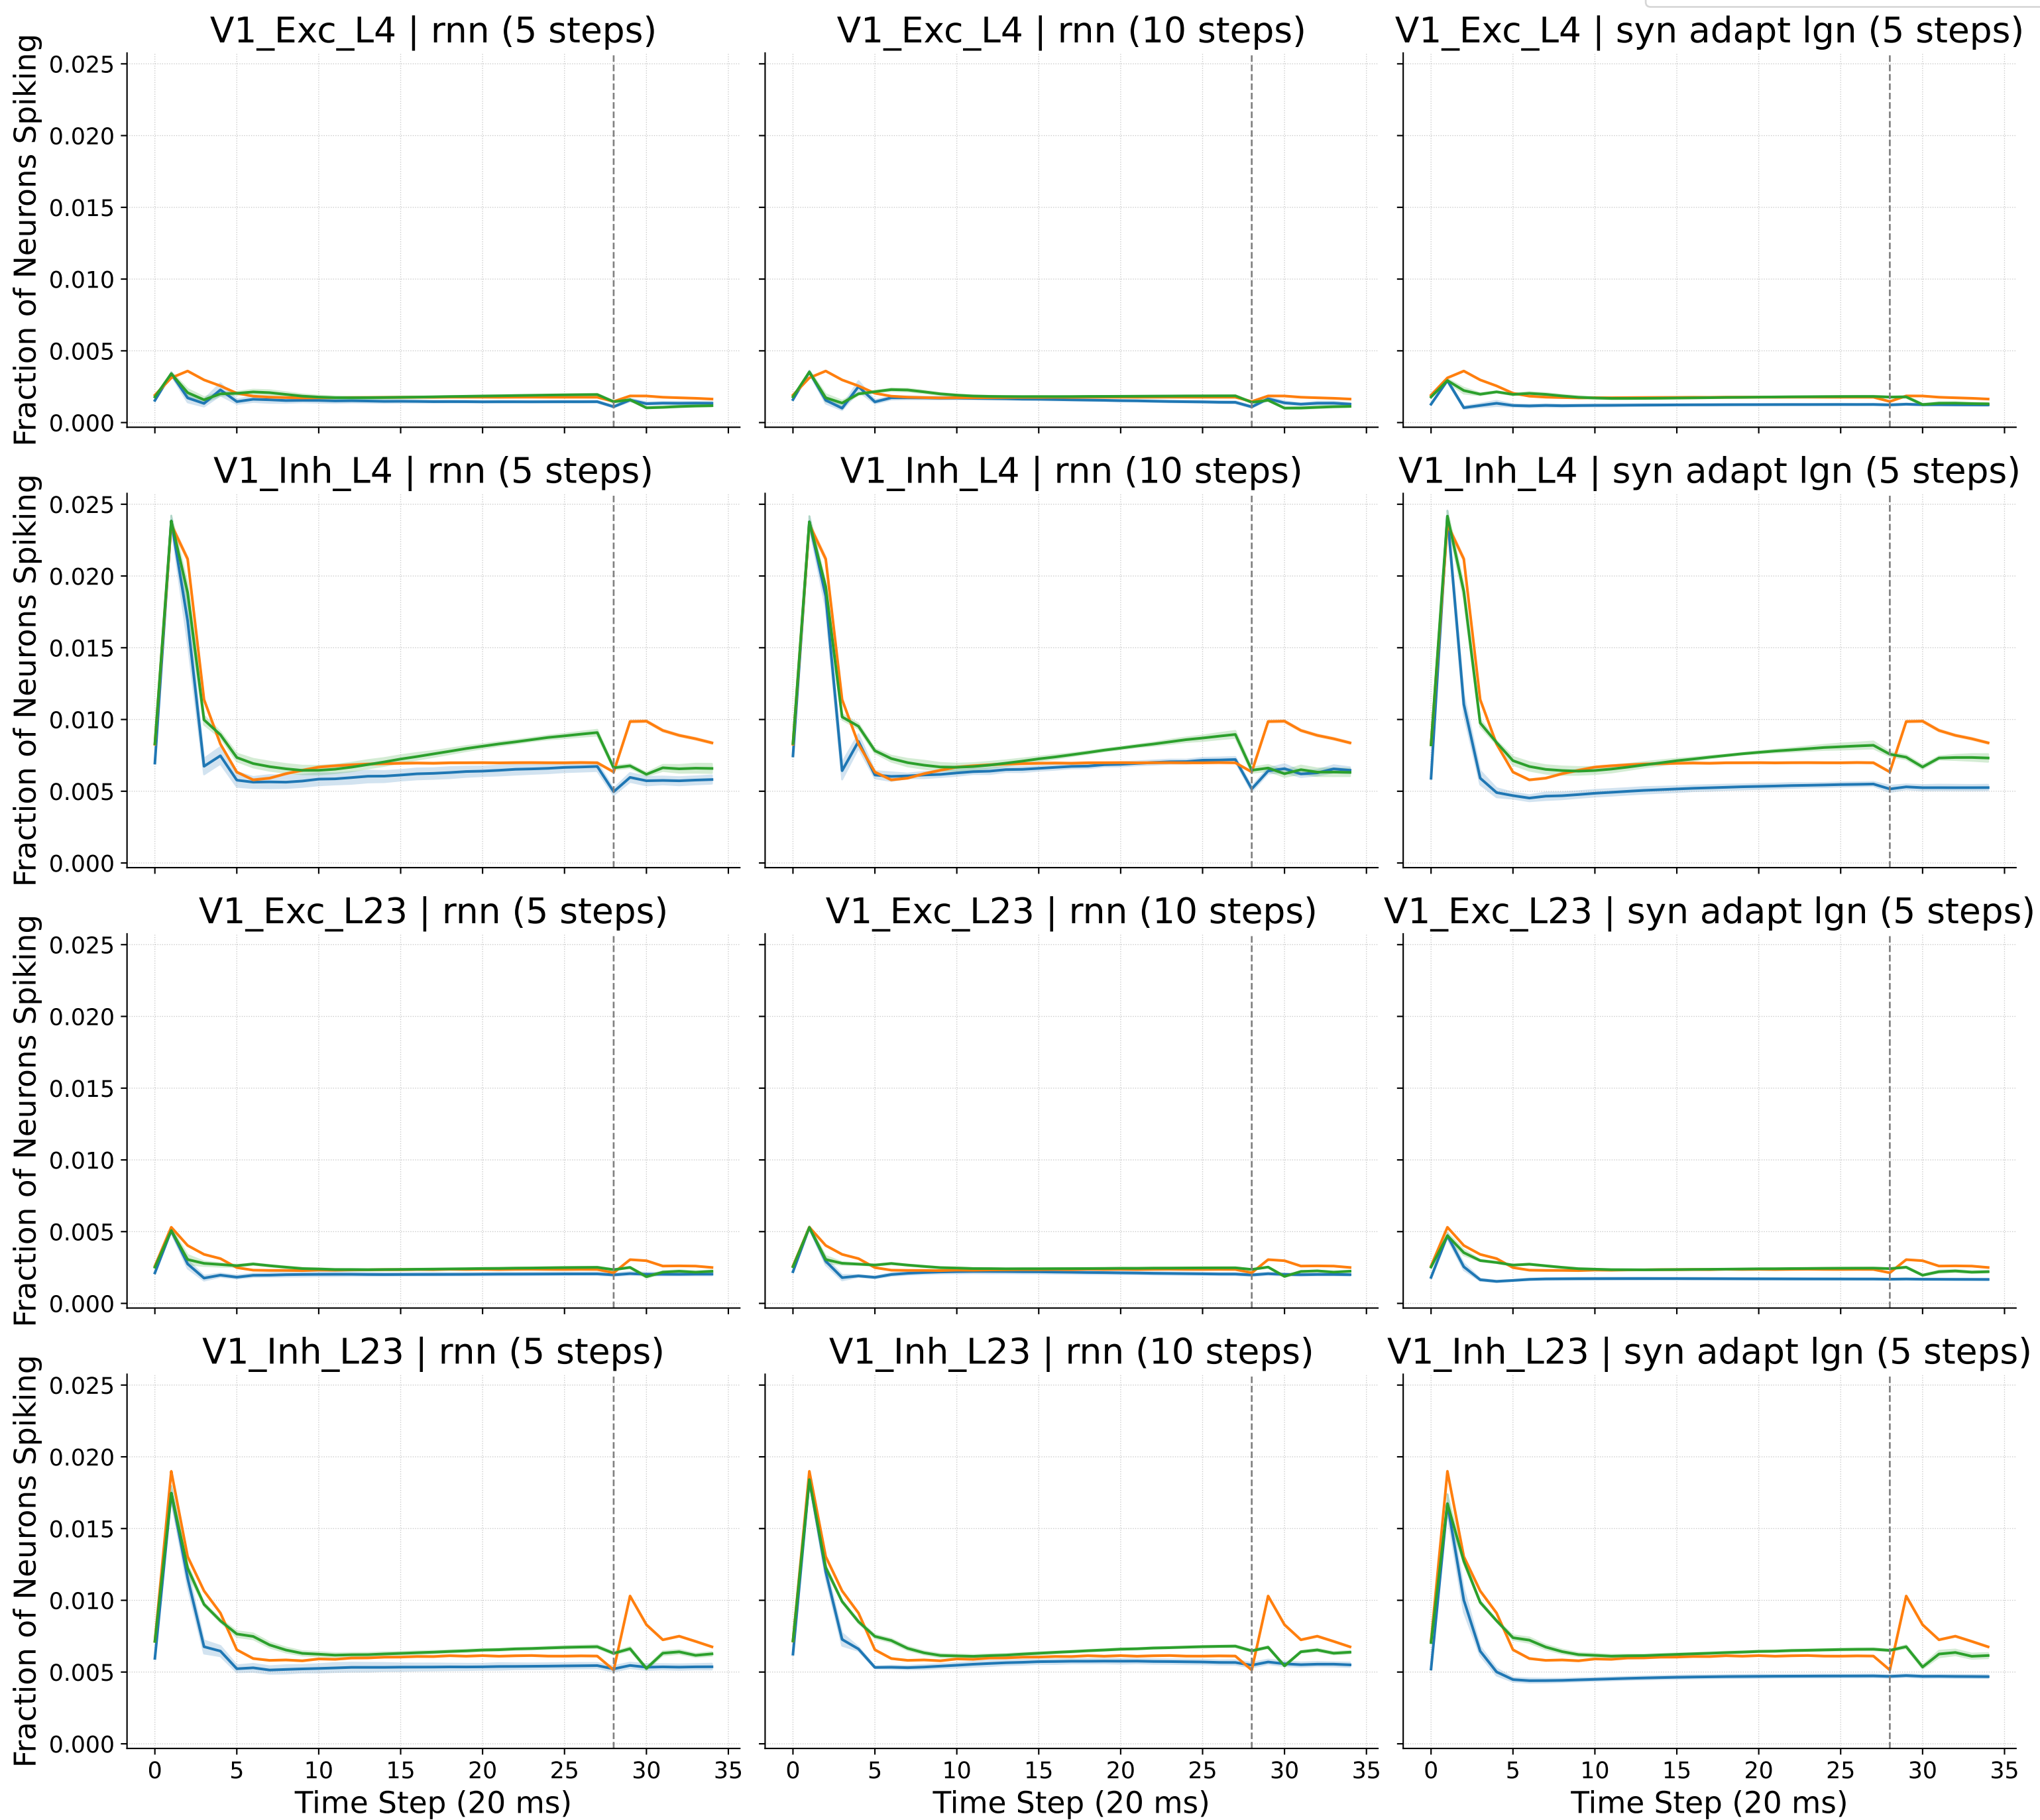 V1_Exc_L4 | rnn (5 steps)
V1_Exc_L4 | rnn (10 steps)
V1_Exc_L4 | syn adapt lgn (5 steps)
Fraction of Neurons Spiking
0.025
0.020
0.015
0.010
0.005
0.000
V1_Inh_L4 | rnn (5 steps)
V1_Inh_L4 | rnn (10 steps)
V1_Inh_L4 | syn adapt lgn (5 steps)
Fraction of Neurons Spiking
0.025
0.020
0.015
0.010
0.005
0.000
V1_Exc_L23 | rnn (5 steps)
V1_Exc_L23 | rnn (10 steps)
V1_Exc_L23 | syn adapt lgn (5 steps)
Fraction of Neurons Spiking
0.025
0.020
0.015
0.010
0.005
0.000
V1_Inh_L23 | rnn (5 steps)
V1_Inh_L23 | rnn (10 steps)
V1_Inh_L23 | syn adapt lgn (5 steps)
Fraction of Neurons Spiking
0.025
0.020
0.015
0.010
0.005
0.000
0 5 10 15 20 25 30 35
0 5 10 15 20 25 30 35
0 5 10 15 20 25 30 35
Time Step (20 ms)
Time Step (20 ms)
Time Step (20 ms)